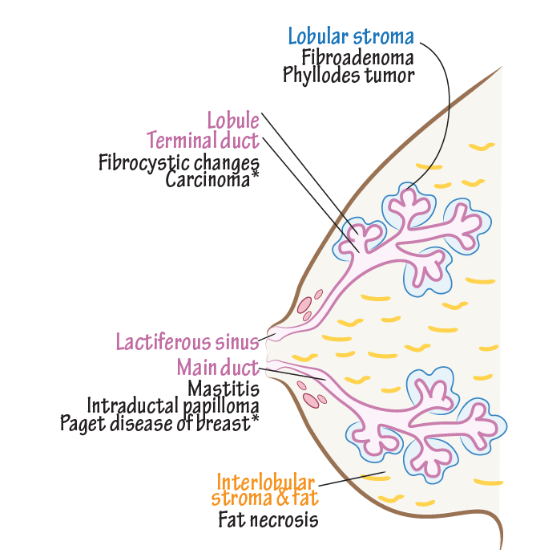 Lobular stroma
Fibroadenoma
Phyllodes tumor
Lobule
Terminal duct
Fibrocystic changes
Carcinoma*
Lactiferous sinus
Main duct
Mastitis
Intraductal papilloma
Paget disease of breast*
Interlobular
stroma & fat
Fat necrosis